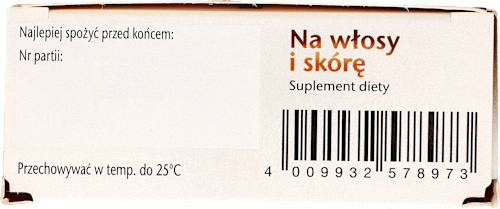 Najlepiej spożyć przed końcem:
Nr partii:
Przechowywać w temp. do 25°C
Na włosy
i skórę
Suplement diety
4 009932 578973